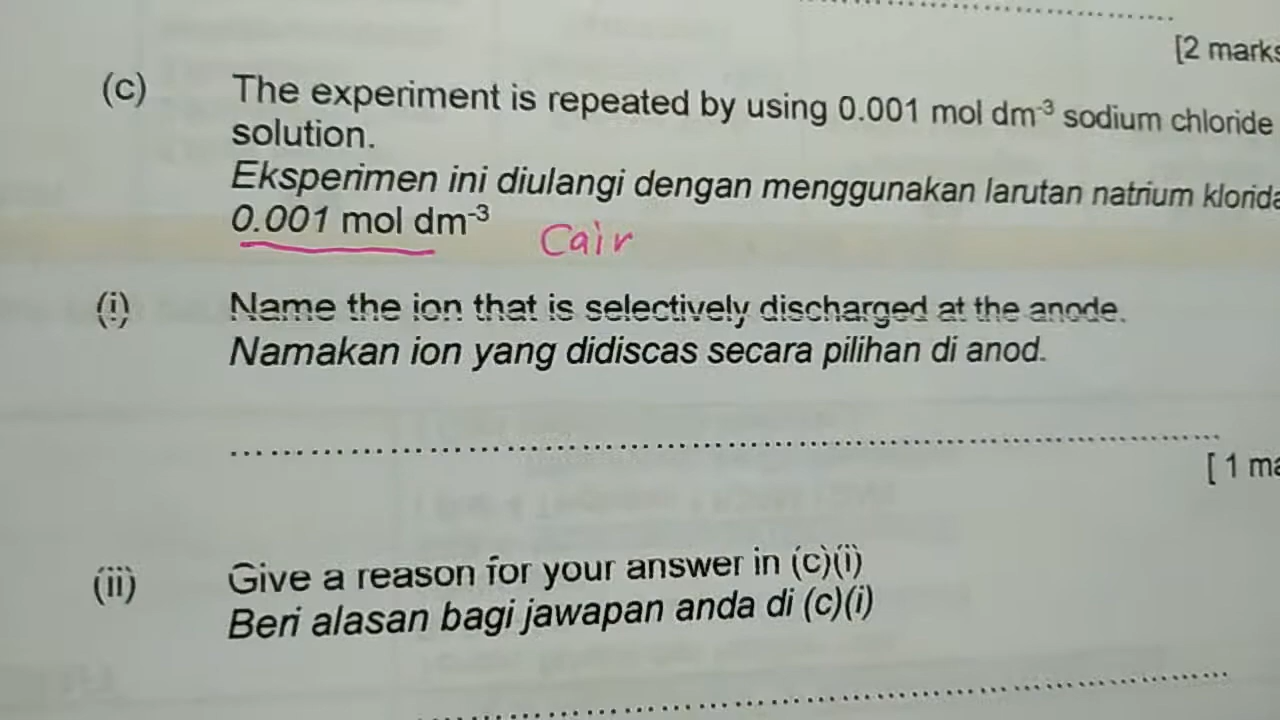 [2 marks
(c) The experiment is repeated by using 0.001 mol dm⁻³ sodium chloride
solution.
Eksperimen ini diulangi dengan menggunakan larutan natrium klorida
0.001 mol dm⁻³ Cair
(i) Name the ion that is selectively discharged at the anode.
Namakan ion yang didiscas secara pilihan di anod.
[ 1 ma
(ii) Give a reason for your answer in (c)(i)
Beri alasan bagi jawapan anda di (c)(i)